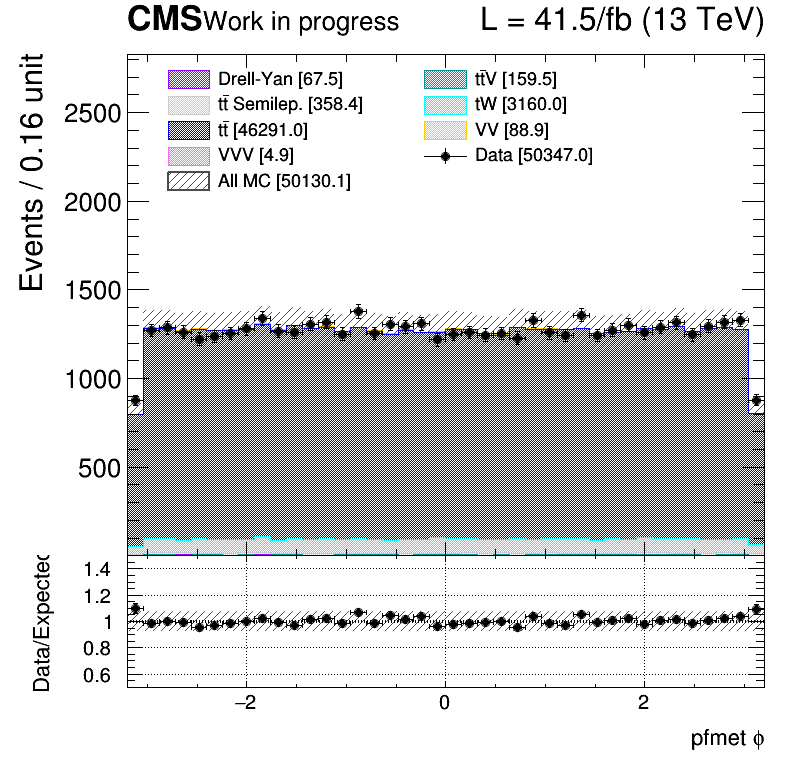 CMS Work in progress L = 41.5/fb (13 TeV)
Events / 0.16 unit
2500
2000
1500
1000
500
Drell-Yan [67.5]
tt̄ Semilep. [358.4]
tt̄ [46291.0]
VVV [4.9]
All MC [50130.1]
tt̄V [159.5]
tW [3160.0]
VV [88.9]
Data [50347.0]
Data/Expected
1.4
1.2
1
0.8
0.6
−2 0 2
pfmet ϕ